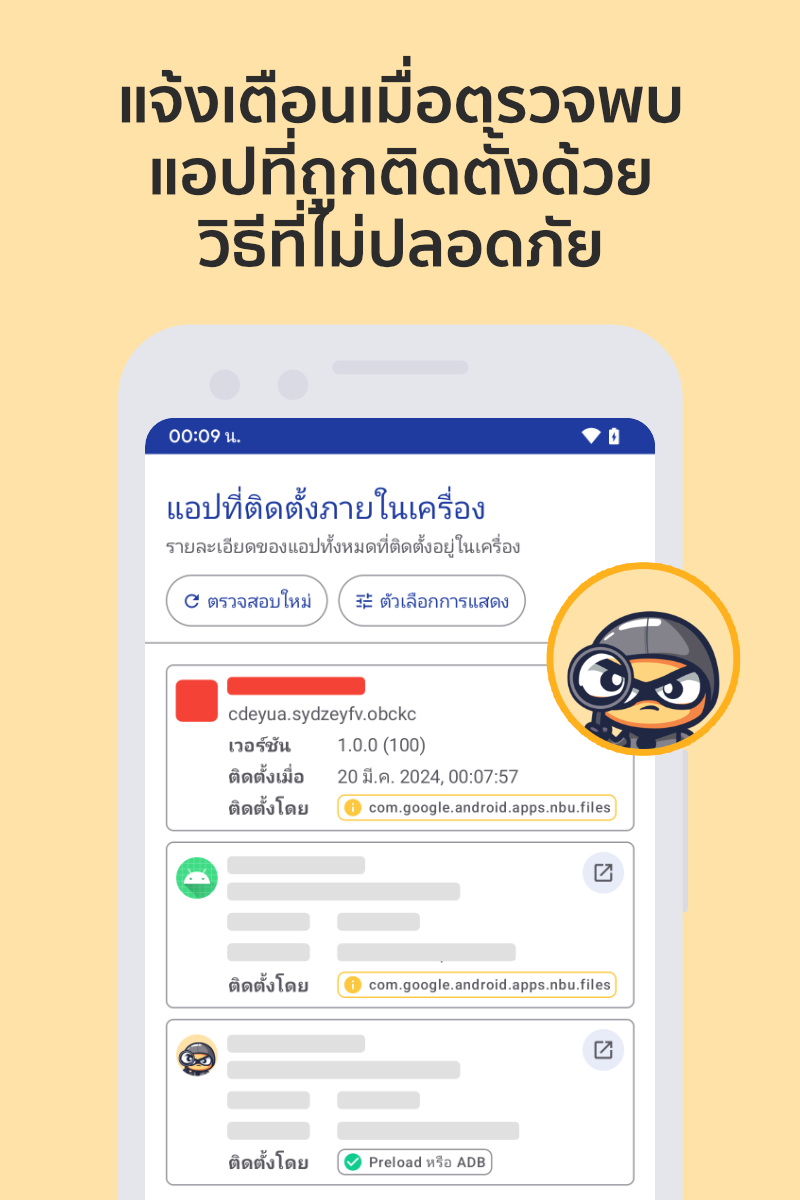 แจ้งเตือนเมื่อตรวจพบ
แอปที่ถูกติดตั้งด้วย
วิธีที่ไม่ปลอดภัย
00:09 น.
แอปที่ติดตั้งภายในเครื่อง
รายละเอียดของแอปทั้งหมดที่ติดตั้งอยู่ในเครื่อง
ตรวจสอบใหม่ ตัวเลือกการแสดง
cdeyua.sydzeyfv.obckc
เวอร์ชัน 1.0.0 (100)
ติดตั้งเมื่อ 20 มี.ค. 2024, 00:07:57
ติดตั้งโดย com.google.android.apps.nbu.files
ติดตั้งโดย com.google.android.apps.nbu.files
ติดตั้งโดย Preload หรือ ADB